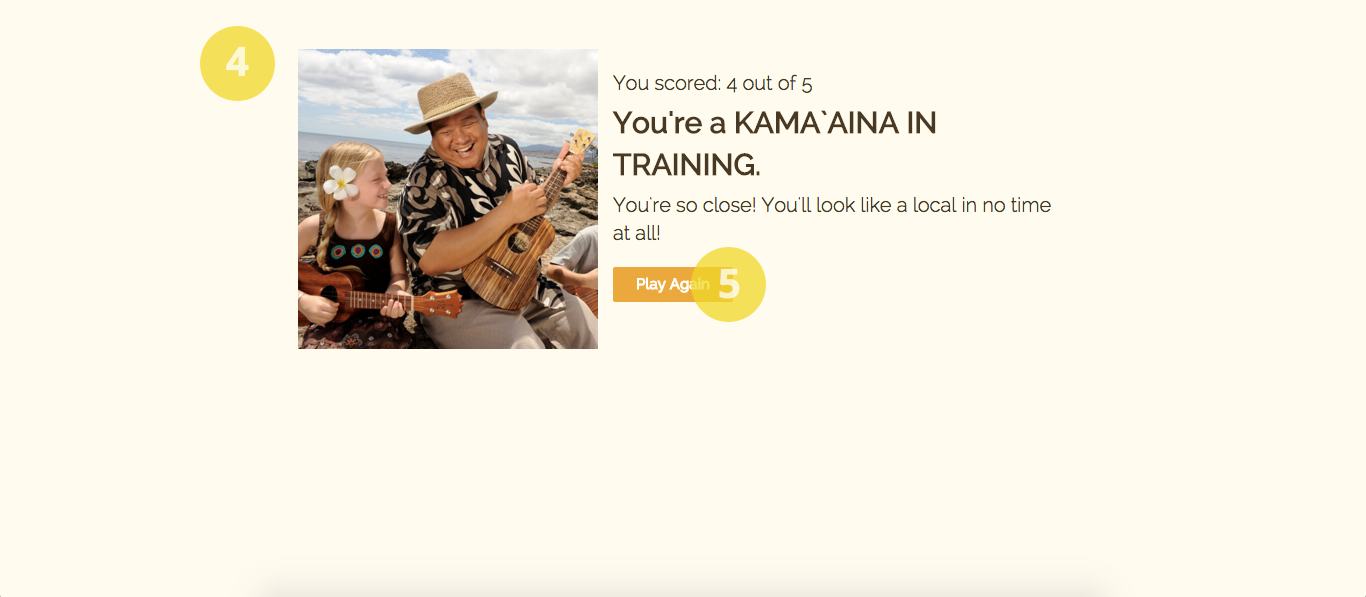 4
You scored: 4 out of 5
You're a KAMA`AINA IN
TRAINING.
You're so close! You'll look like a local in no time
at all!
Play Again
5